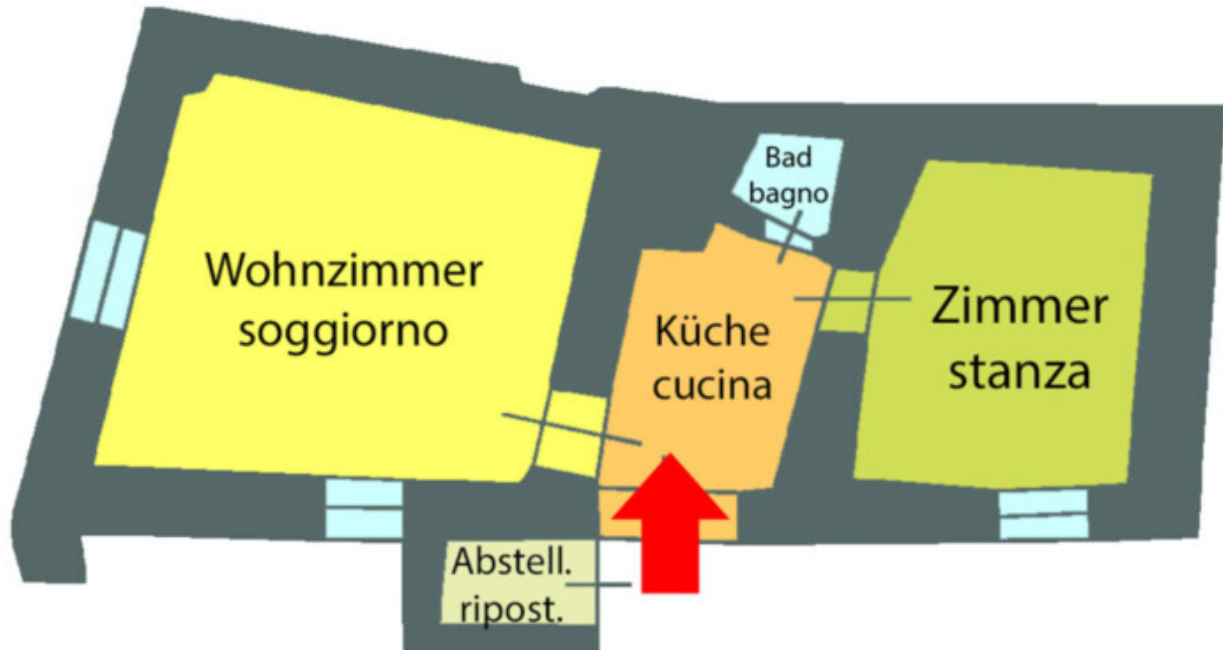 Wohnzimmer
soggiorno
Bad
bagno
Küche
cucina
Zimmer
stanza
Abstell.
ripost.